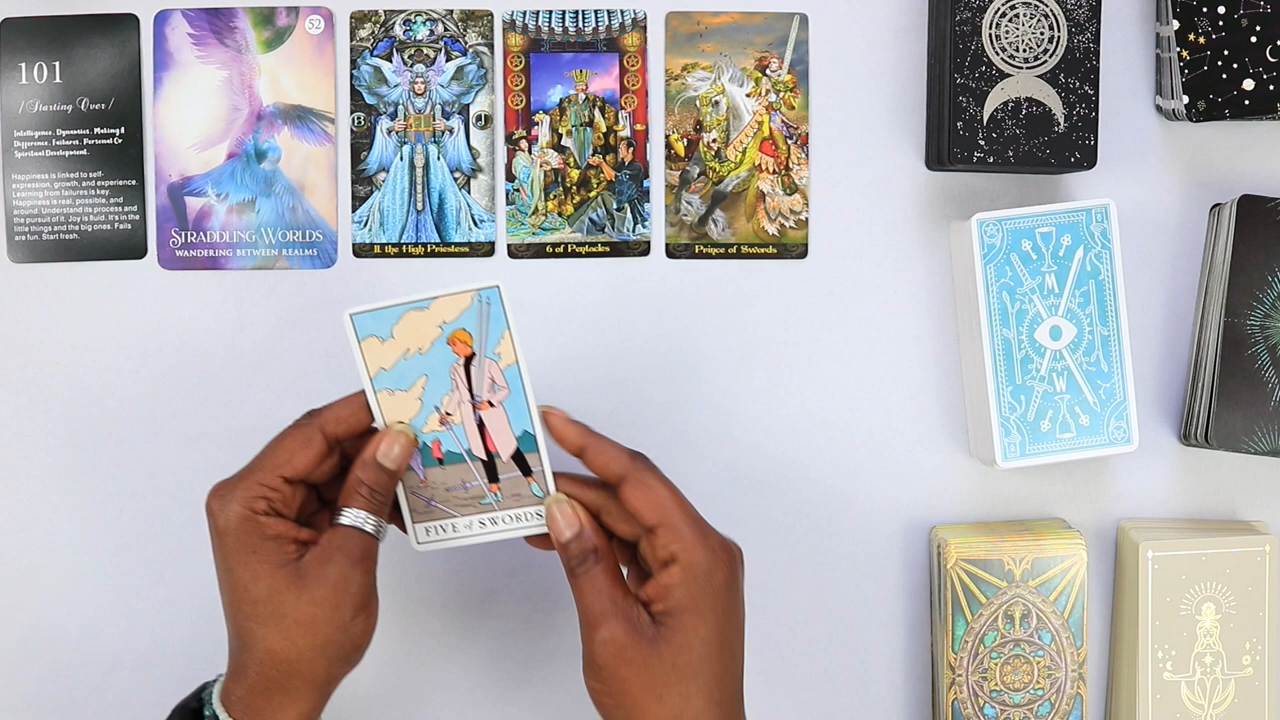 101
/Starting Over/
Intelligence. Dynamics. Making A
Difference. Failures. Personal Or
Spiritual Development.
Happiness is linked to self-
expression, growth, and experience.
Learning from failures is key.
Happiness is real, possible, and
around. Understand its process and
the pursuit of it. Joy is fluid. It's in the
little things and the big ones. Fails
are fun. Start fresh.
52
STRADDLING WORLDS
WANDERING BETWEEN REALMS
B J
II. the High Priestess
6 of Pentacles
Prince of Swords
FIVE of SWORDS
M
W